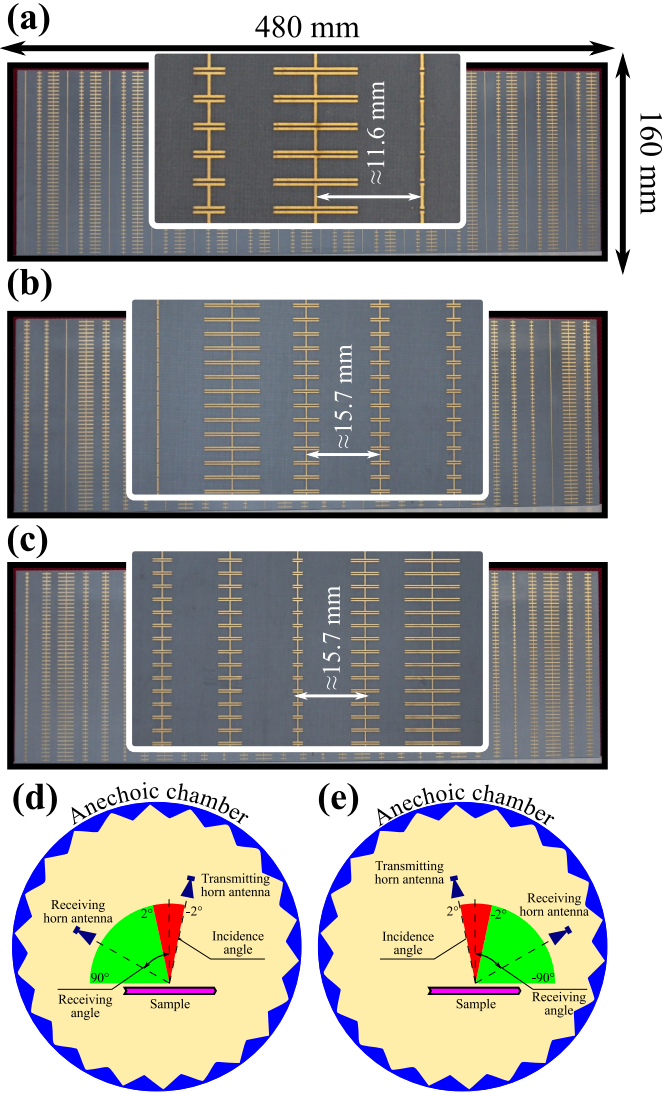 (a)
480 mm
160 mm
≈11.6 mm
(b)
≈15.7 mm
(c)
≈15.7 mm
(d)
Anechoic chamber
Transmitting
horn antenna
Receiving
horn antenna
2°
-2°
Incidence
angle
90°
Receiving
angle
Sample
(e)
Anechoic chamber
Transmitting
horn antenna
Receiving
horn antenna
2°
-2°
Incidence
angle
-90°
Sample
Receiving
angle